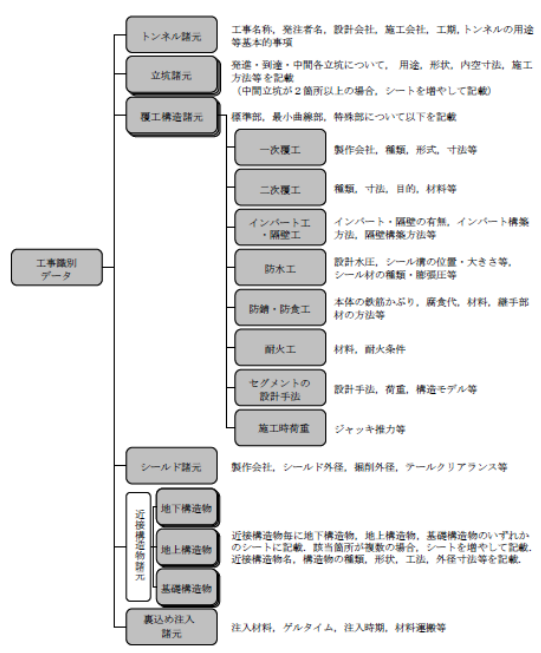 トンネル諸元
工事名称，発注者名，設計会社，施工会社，工期，トンネルの用途
等基本的事項
立坑諸元
発進・到達・中間各立坑について， 用途，形状，内空寸法，施工
方法等を記載
（中間立坑が２箇所以上の場合，シートを増やして記載）
覆工構造諸元
標準部，最小曲線部，特殊部について以下を記載
一次覆工
製作会社，種類，形式，寸法等
二次覆工
種類，寸法，目的，材料等
インバート工
・隔壁工
インバート・隔壁の有無，インバート構築
方法，隔壁構築方法等
工事識別
データ
防水工
設計水圧，シール溝の位置・大きさ等，
シール材の種類・膨張圧等
防錆・防食工
本体の鉄筋かぶり，腐食代，材料，継手部
材の方法等
耐火工
材料，耐火条件
セグメントの
設計手法
設計手法，荷重，構造モデル等
施工時荷重
ジャッキ推力等
シールド諸元
製作会社，シールド外径，掘削外径，テールクリアランス等
近接構造物諸元
地下構造物
地上構造物
近接構造物毎に地下構造物，地上構造物，基礎構造物のいずれか
のシートに記載．該当箇所が複数の場合，シートを増やして記載．
近接構造物名，構造物の種類，形状，工法，外径寸法等を記載．
基礎構造物
裏込め注入
諸元
注入材料，ゲルタイム，注入時期，材料運搬等